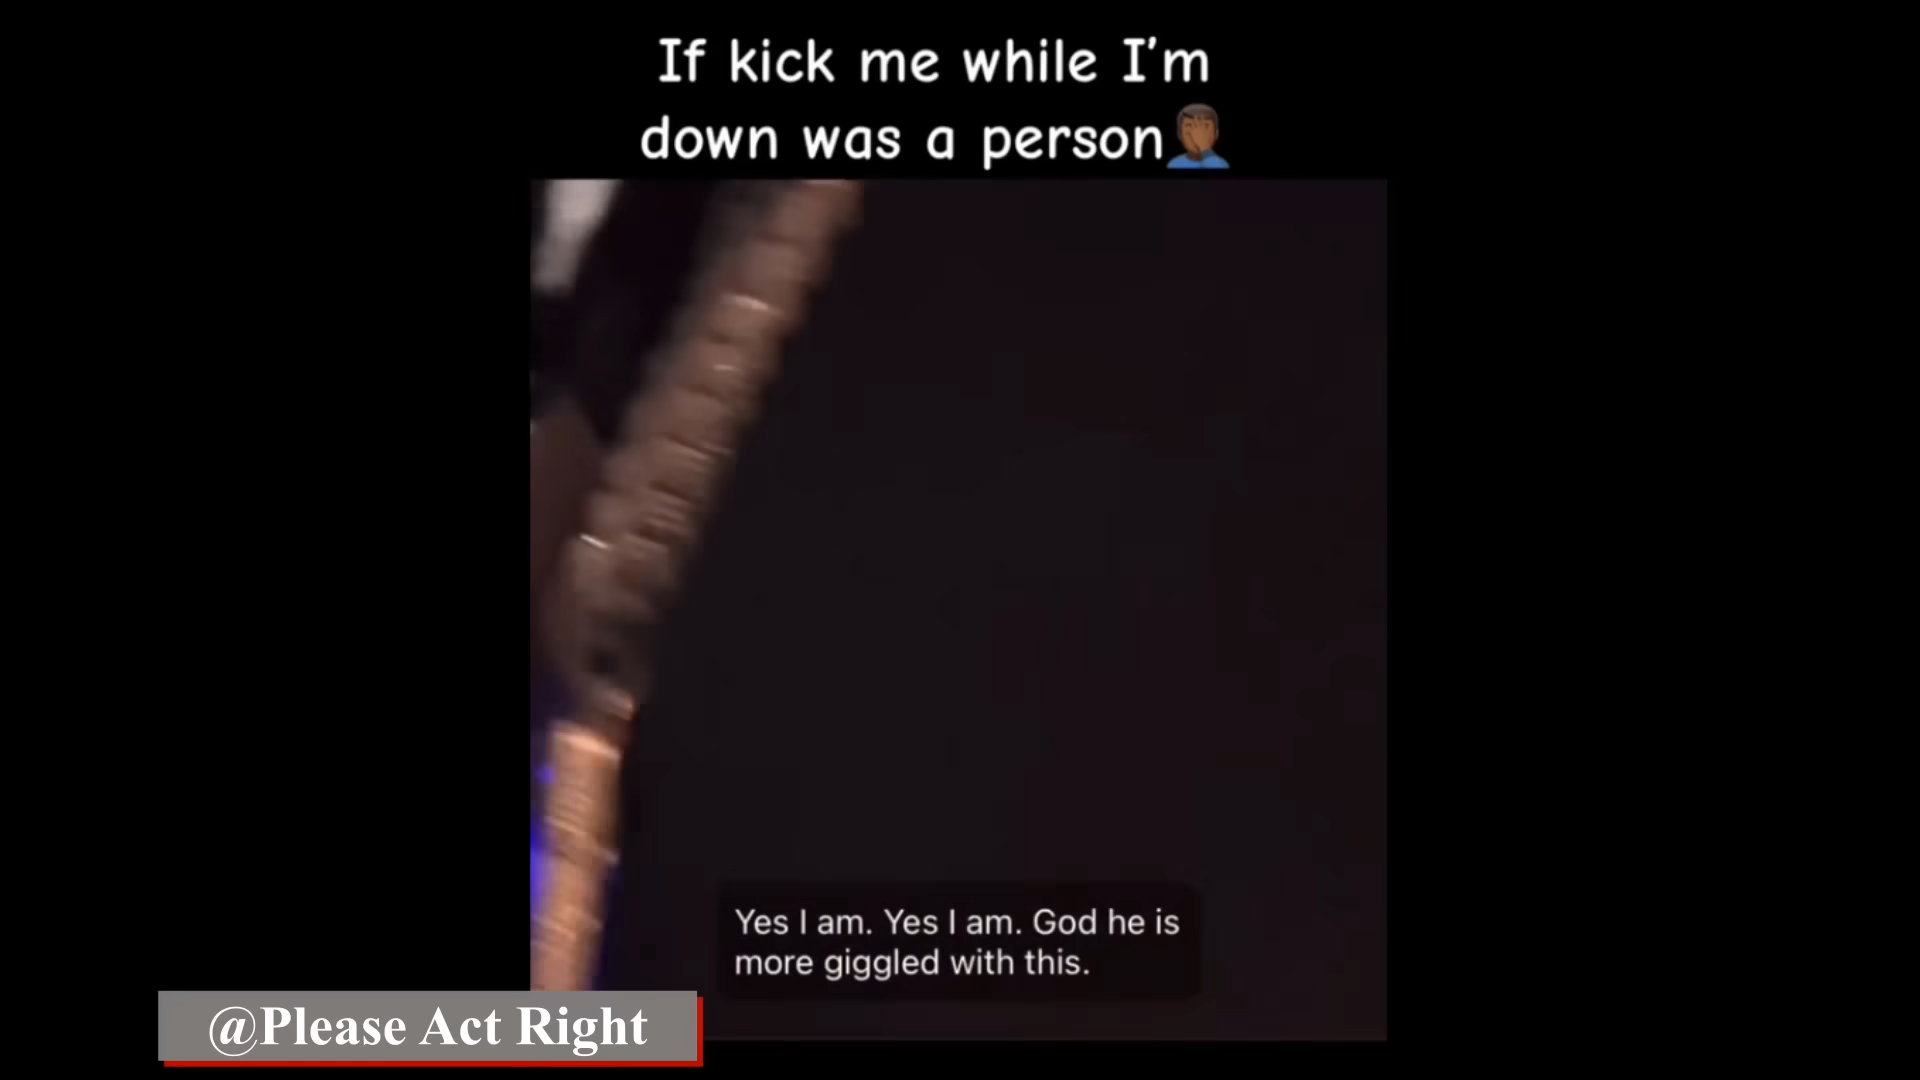 If kick me while I'm
down was a person🤦🏾‍♂️
Yes I am. Yes I am. God he is
more giggled with this.
@Please Act Right